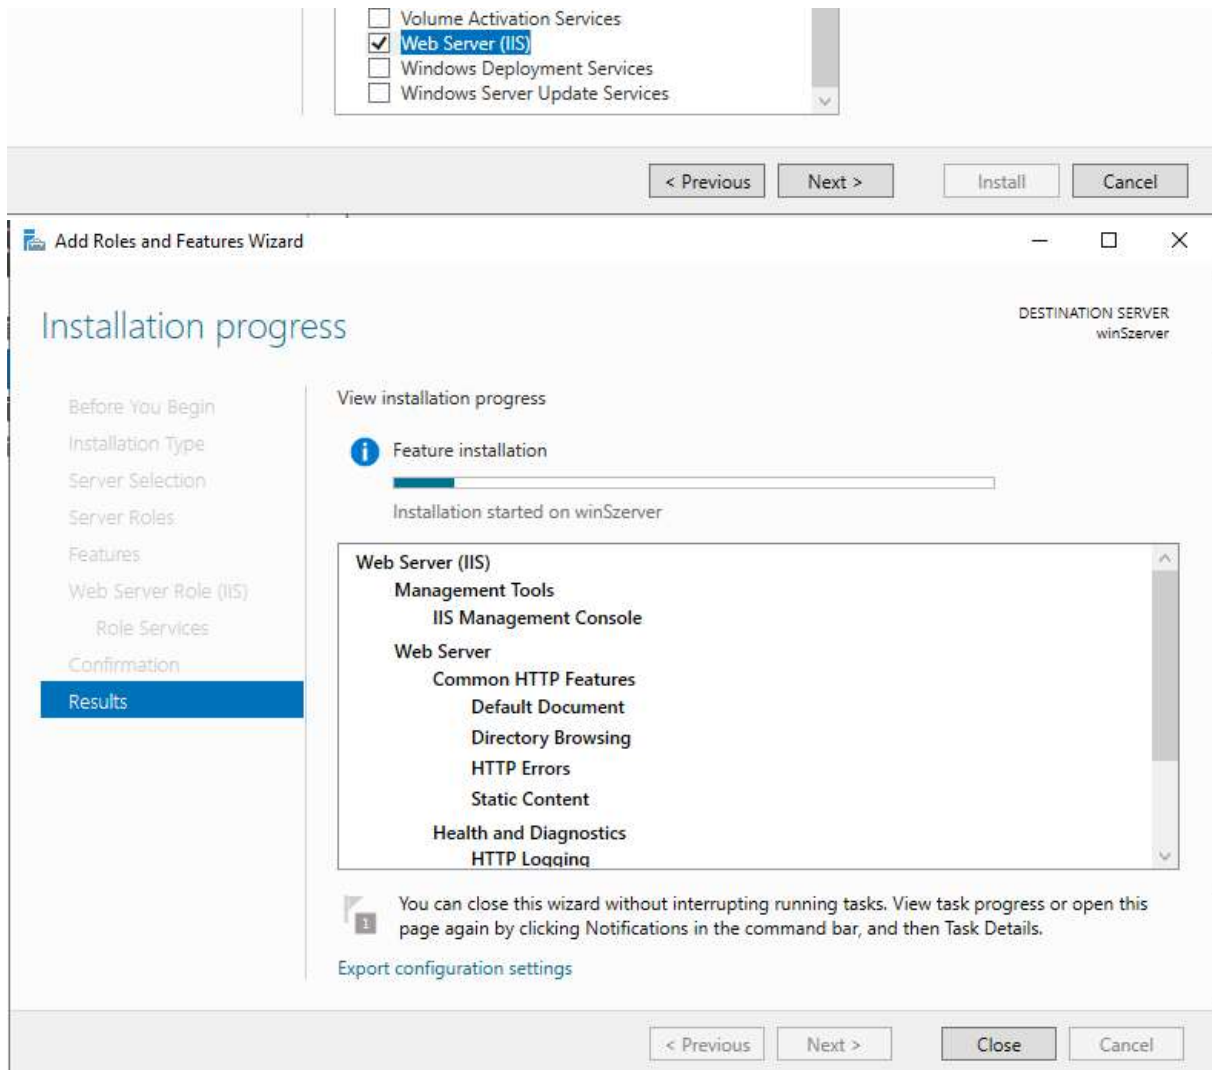 Volume Activation Services
Web Server (IIS)
Windows Deployment Services
Windows Server Update Services
< Previous
Next >
Install
Cancel
Add Roles and Features Wizard
Installation progress
DESTINATION SERVER
winSzerver
Before You Begin
Installation Type
Server Selection
Server Roles
Features
Web Server Role (IIS)
Role Services
Confirmation
Results
View installation progress
Feature installation
Installation started on winSzerver
Web Server (IIS)
Management Tools
IIS Management Console
Web Server
Common HTTP Features
Default Document
Directory Browsing
HTTP Errors
Static Content
Health and Diagnostics
HTTP Logging
1
You can close this wizard without interrupting running tasks. View task progress or open this
page again by clicking Notifications in the command bar, and then Task Details.
Export configuration settings
< Previous
Next >
Close
Cancel